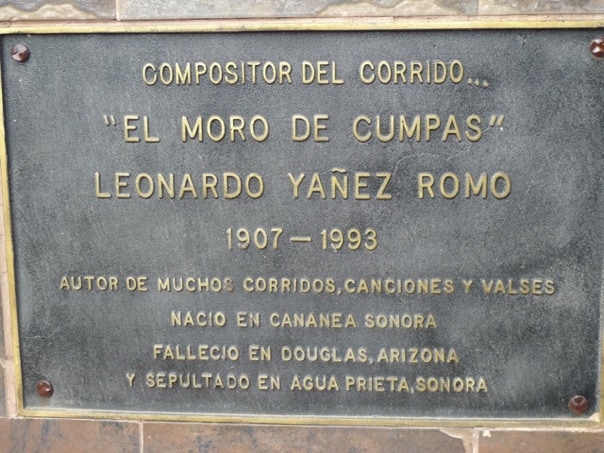 COMPOSITOR DEL CORRIDO...
"EL MORO DE CUMPAS"
LEONARDO YAÑEZ ROMO
1907-1993
AUTOR DE MUCHOS CORRIDOS, CANCIONES Y VALSES
NACIO EN CANANEA SONORA
FALLECIO EN DOUGLAS, ARIZONA
Y SEPULTADO EN AGUA PRIETA, SONORA